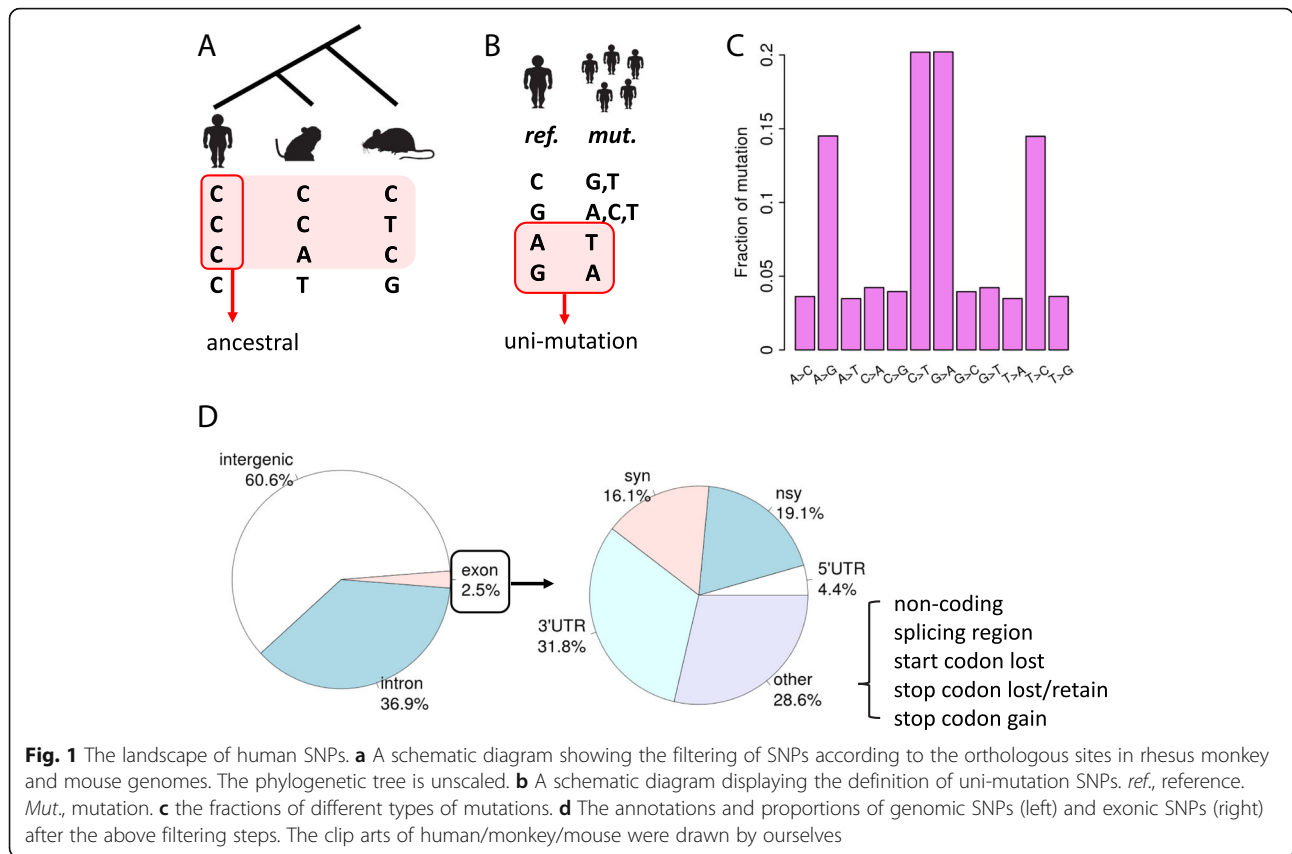 A
C C C
C C T
C A C
C T G
ancestral
B
ref. mut.
C G,T
G A,C,T
A T
G A
uni-mutation
C
Fraction of mutation
0.2
0.15
0.1
0.05
0
A>C A>G A>T C>A C>G C>T G>A G>C G>T T>A T>C T>G
D
intergenic
60.6%
exon
2.5%
intron
36.9%
syn
16.1%
nsy
19.1%
5'UTR
4.4%
3'UTR
31.8%
other
28.6%
non-coding
splicing region
start codon lost
stop codon lost/retain
stop codon gain
Fig. 1 The landscape of human SNPs. a A schematic diagram showing the filtering of SNPs according to the orthologous sites in rhesus monkey
and mouse genomes. The phylogenetic tree is unscaled. b A schematic diagram displaying the definition of uni-mutation SNPs. ref., reference.
Mut., mutation. c the fractions of different types of mutations. d The annotations and proportions of genomic SNPs (left) and exonic SNPs (right)
after the above filtering steps. The clip arts of human/monkey/mouse were drawn by ourselves